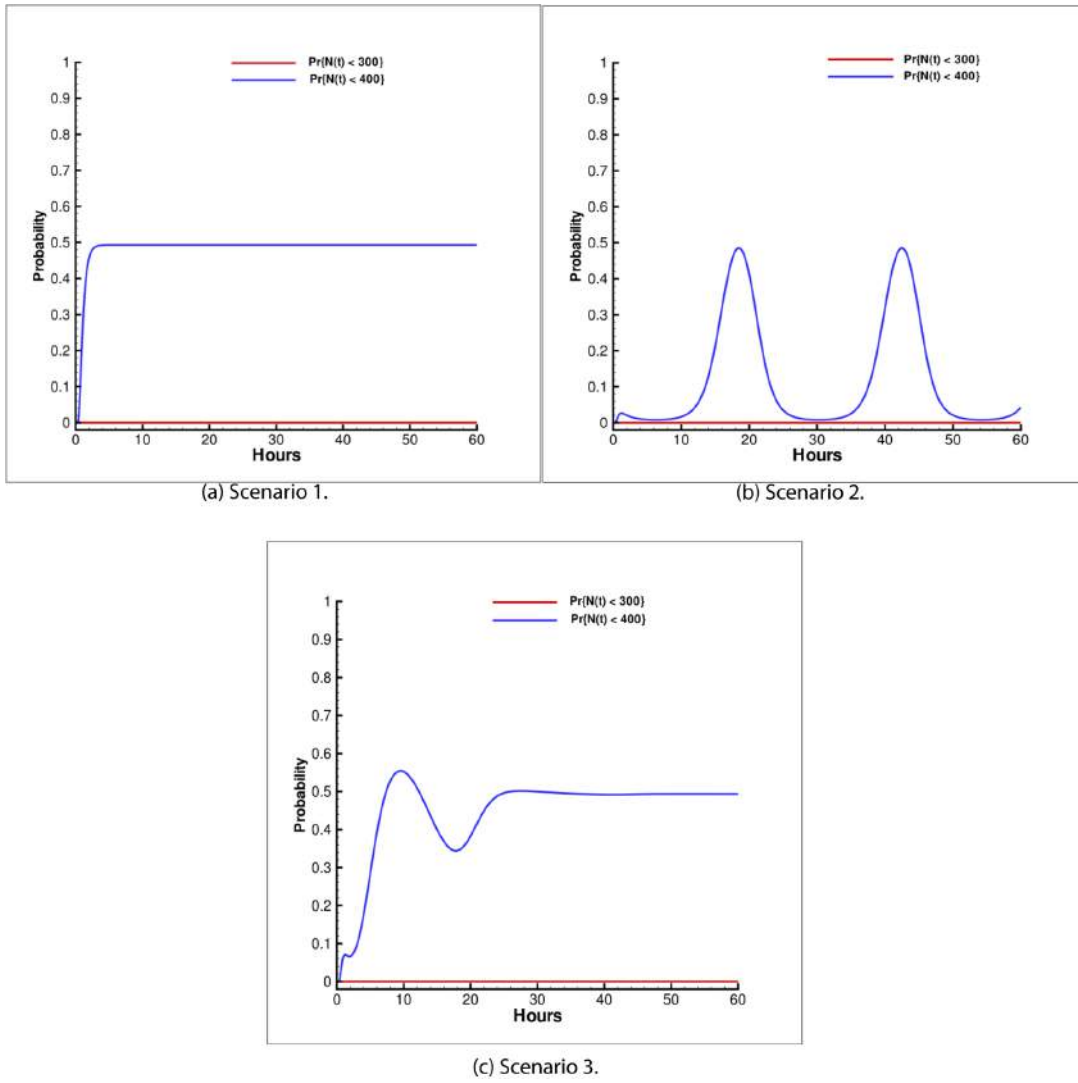 Pr{N(t) < 300}
Pr{N(t) < 400}
1
0.9
0.8
0.7
0.6
0.5
0.4
0.3
0.2
0.1
0
Probability
0 10 20 30 40 50 60
Hours
(a) Scenario 1.
Pr{N(t) < 300}
Pr{N(t) < 400}
1
0.9
0.8
0.7
0.6
0.5
0.4
0.3
0.2
0.1
0
Probability
0 10 20 30 40 50 60
Hours
(b) Scenario 2.
Pr{N(t) < 300}
Pr{N(t) < 400}
1
0.9
0.8
0.7
0.6
0.5
0.4
0.3
0.2
0.1
0
Probability
0 10 20 30 40 50 60
Hours
(c) Scenario 3.